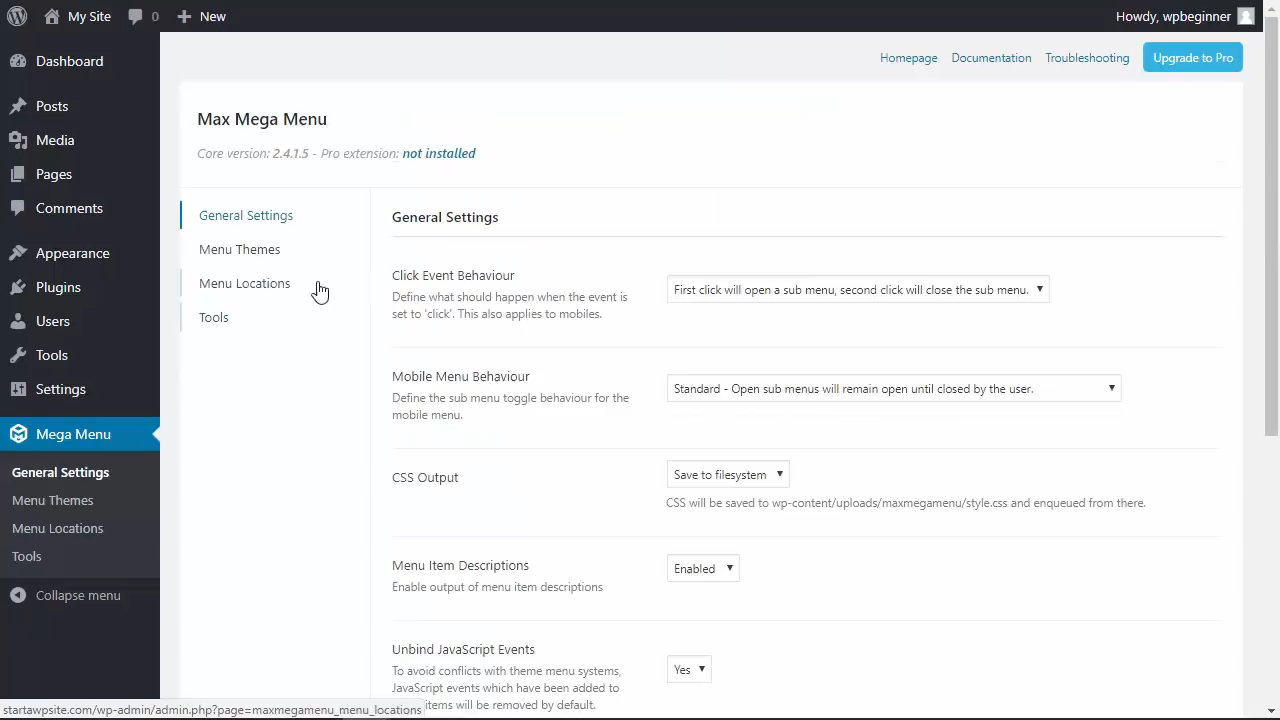 My Site 0 New Howdy, wpbeginner
Dashboard
Posts
Media
Pages
Comments
Appearance
Plugins
Users
Tools
Settings
Mega Menu
General Settings
Menu Themes
Menu Locations
Tools
Collapse menu
Homepage Documentation Troubleshooting Upgrade to Pro
Max Mega Menu
Core version: 2.4.1.5 - Pro extension: not installed
General Settings
Menu Themes
Menu Locations
Tools
General Settings
Click Event Behaviour
Define what should happen when the event is
set to 'click'. This also applies to mobiles.
First click will open a sub menu, second click will close the sub menu.
Mobile Menu Behaviour
Define the sub menu toggle behaviour for the
mobile menu.
Standard - Open sub menus will remain open until closed by the user.
CSS Output
Save to filesystem
CSS will be saved to wp-content/uploads/maxmegamenu/style.css and enqueued from there.
Menu Item Descriptions
Enable output of menu item descriptions
Enabled
Unbind JavaScript Events
To avoid conflicts with theme menu systems,
JavaScript events which have been added to
items will be removed by default.
Yes
startawpsite.com/wp-admin/admin.php?page=maxmegamenu_menu_locations